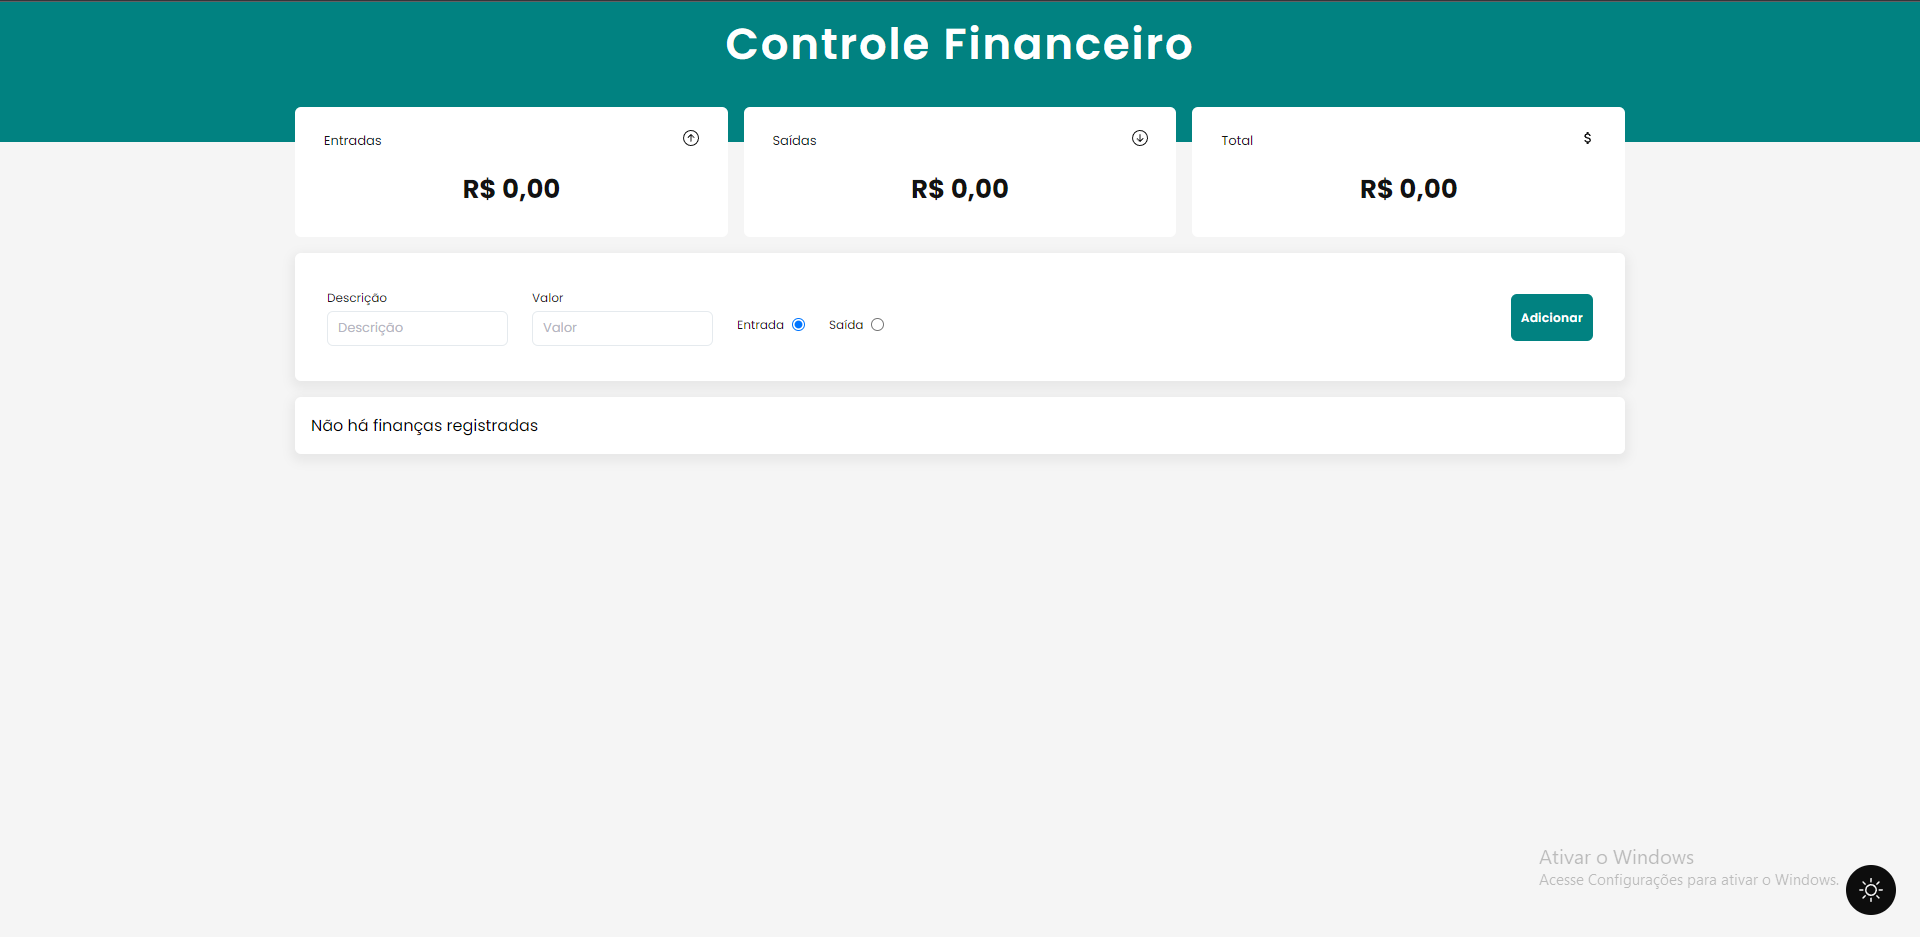 Controle Financeiro
Entradas
R$ 0,00
Saídas
R$ 0,00
Total
$
R$ 0,00
Descrição
Descrição
Valor
Valor
Entrada
Saída
Adicionar
Não há finanças registradas
Ativar o Windows
Acesse Configurações para ativar o Windows.